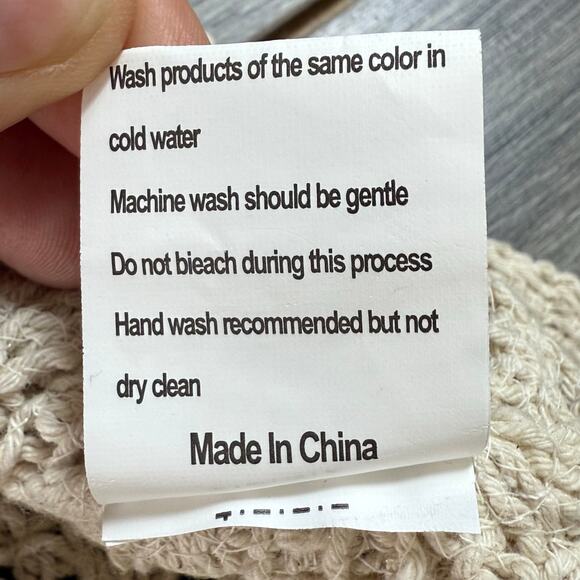 Wash products of the same color in
cold water
Machine wash should be gentle
Do not bieach during this process
Hand wash recommended but not
dry clean
Made In China